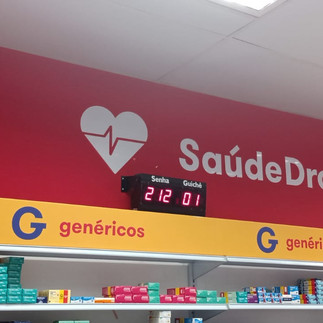 SaúdeDro
Senha Guichê
212 01
G genéricos
G genéri